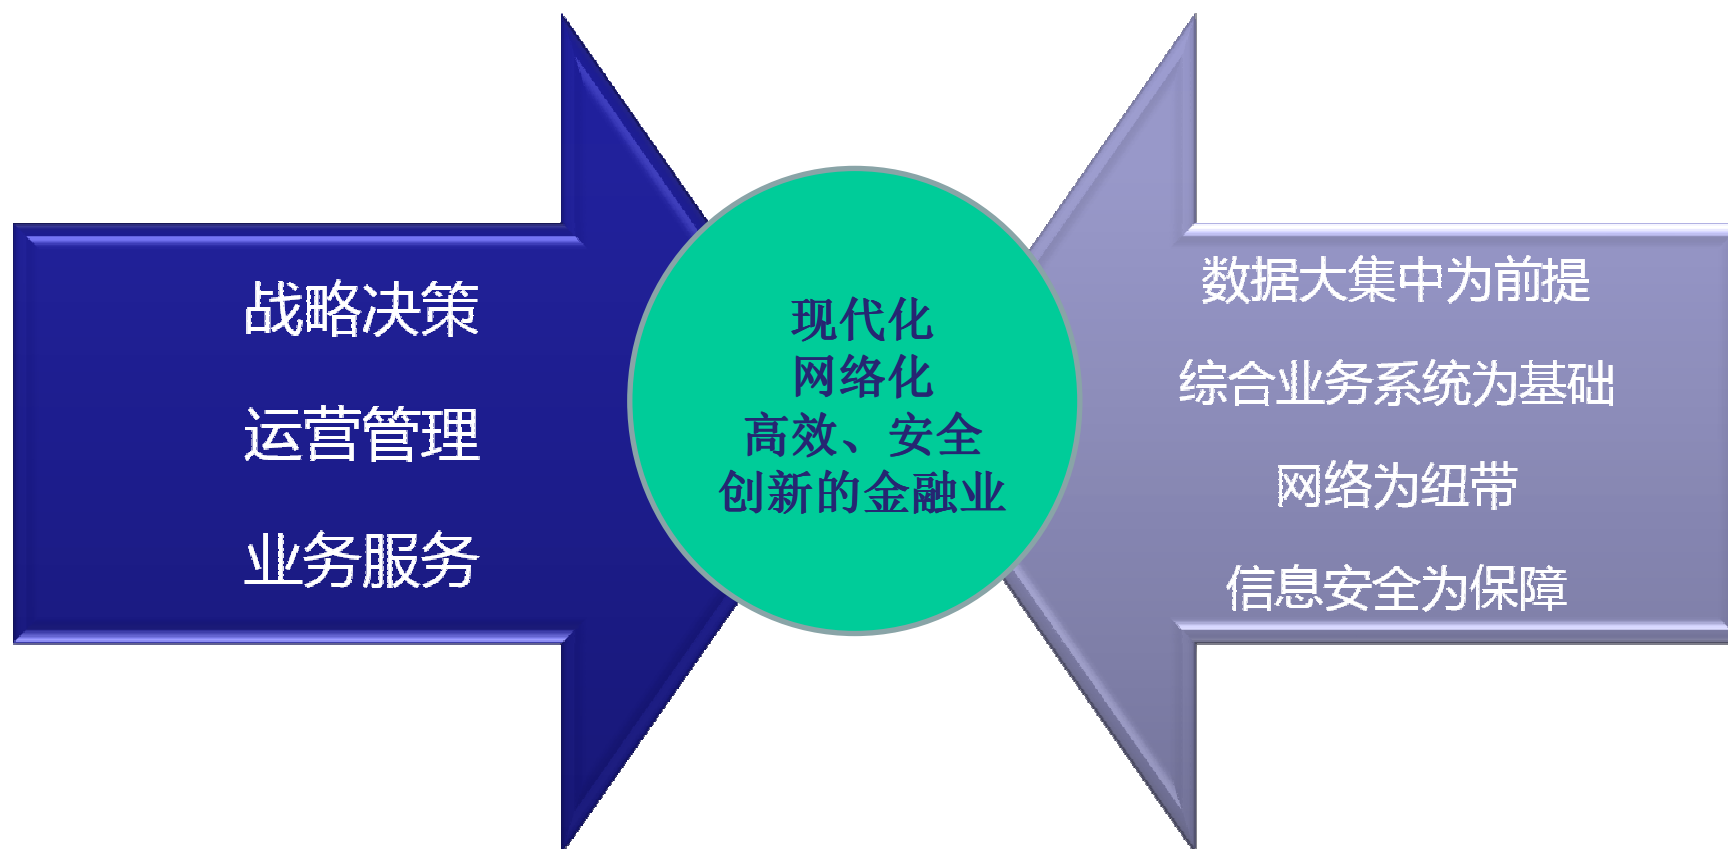 战略决策
运营管理
业务服务
现代化
网络化
高效、安全
创新的金融业
数据大集中为前提
综合业务系统为基础
网络为纽带
信息安全为保障